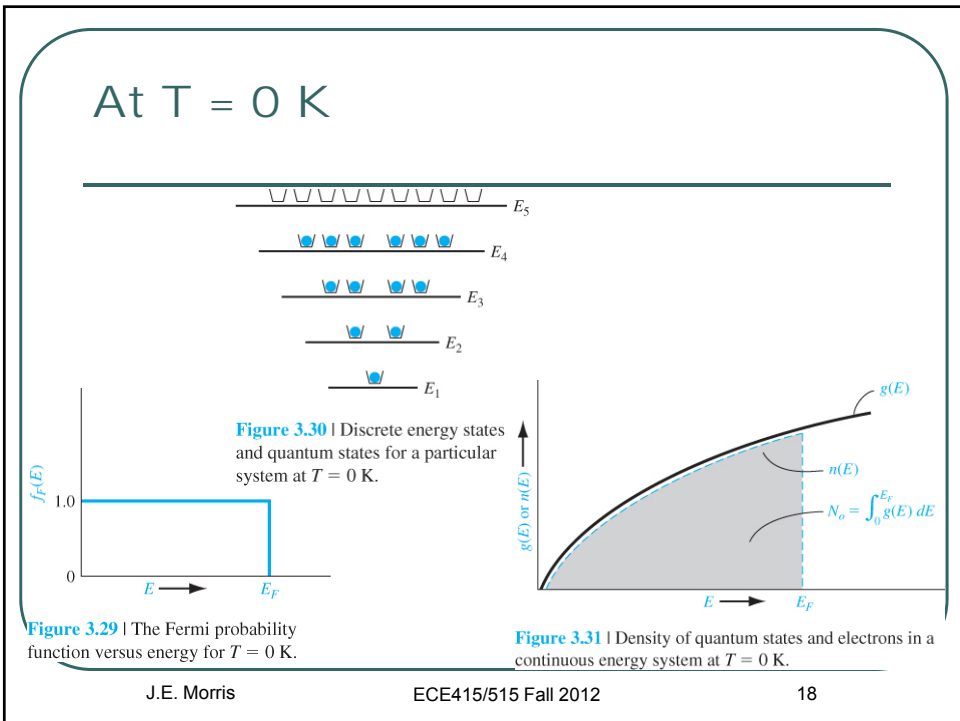 At T = 0 K
E5
E4
E3
E2
E1
Figure 3.30 | Discrete energy states
and quantum states for a particular
system at T = 0 K.
fF(E)
1.0
0
E
EF
Figure 3.29 | The Fermi probability
function versus energy for T = 0 K.
g(E) or n(E)
g(E)
n(E)
No = ∫0^EF g(E) dE
E
EF
Figure 3.31 | Density of quantum states and electrons in a
continuous energy system at T = 0 K.
J.E. Morris
ECE415/515 Fall 2012
18